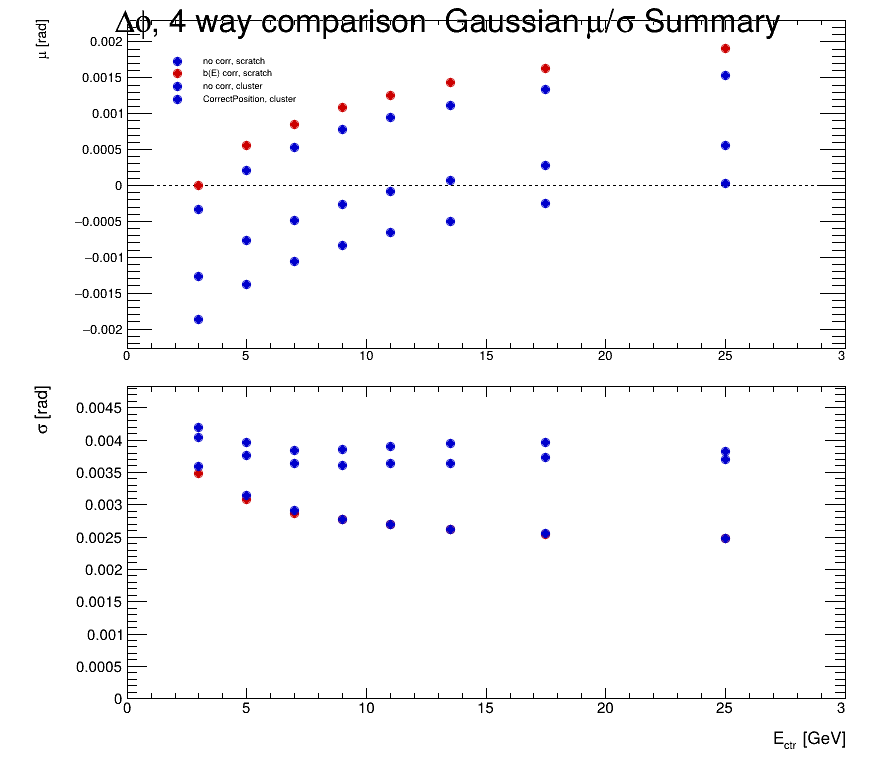 Δφ, 4 way comparison Gaussian μ/σ Summary
μ [rad]
0.002
0.0015
0.001
0.0005
0
−0.0005
−0.001
−0.0015
−0.002
no corr, scratch
b(E) corr, scratch
no corr, cluster
CorrectPosition, cluster
0 5 10 15 20 25 3
σ [rad]
0.0045
0.004
0.0035
0.003
0.0025
0.002
0.0015
0.001
0.0005
0
0 5 10 15 20 25 3
E_ctr [GeV]